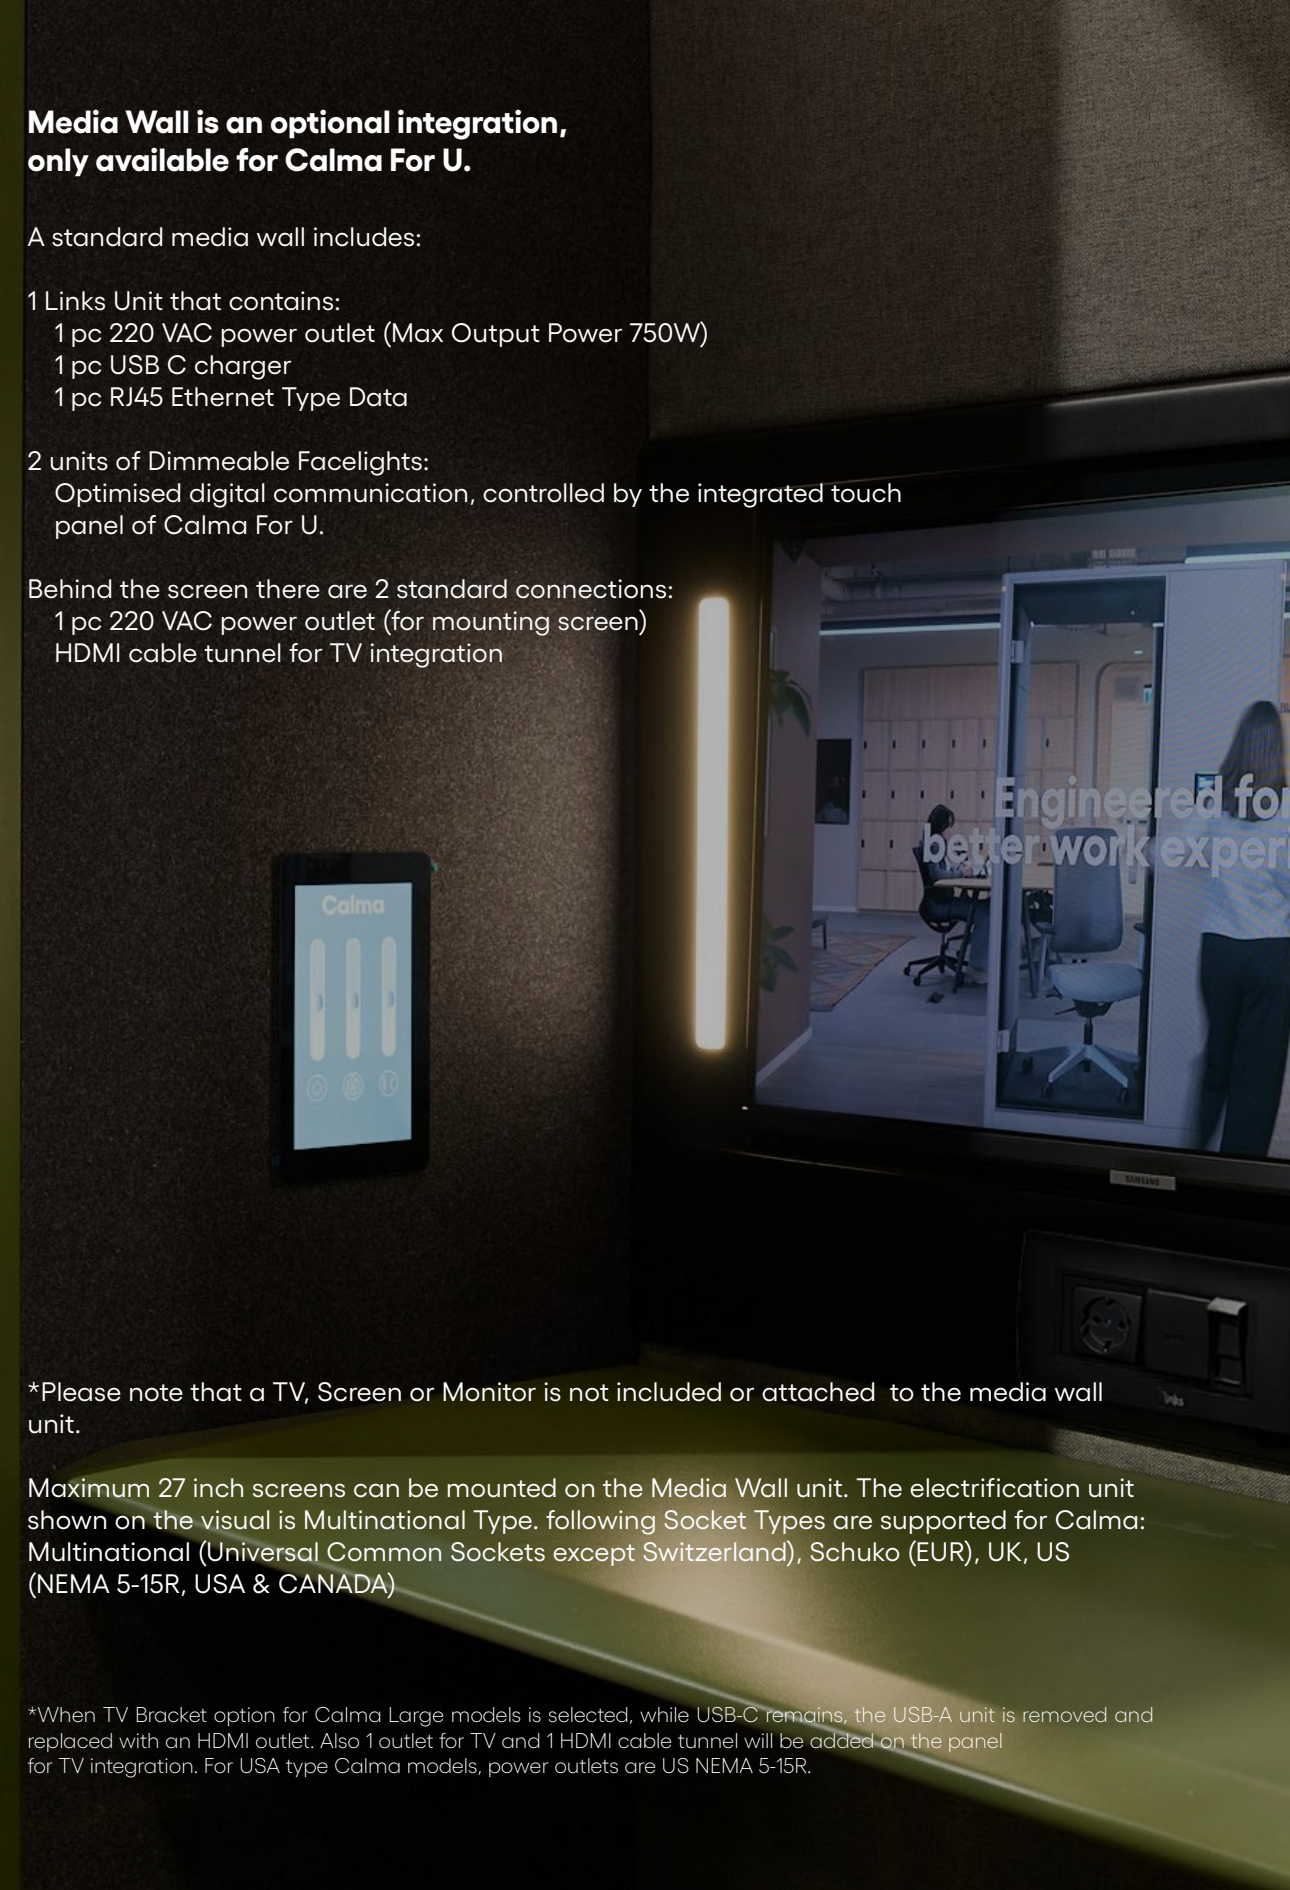 Media Wall is an optional integration,
only available for Calma For U.
A standard media wall includes:
1 Links Unit that contains:
1 pc 220 VAC power outlet (Max Output Power 750W)
1 pc USB C charger
1 pc RJ45 Ethernet Type Data
2 units of Dimmeable Facelights:
Optimised digital communication, controlled by the integrated touch
panel of Calma For U.
Behind the screen there are 2 standard connections:
1 pc 220 VAC power outlet (for mounting screen)
HDMI cable tunnel for TV integration
Engineered for
better work experi
Calma
SAMSUNG
*Please note that a TV, Screen or Monitor is not included or attached  to the media wall
unit.
Maximum 27 inch screens can be mounted on the Media Wall unit. The electrification unit
shown on the visual is Multinational Type. following Socket Types are supported for Calma:
Multinational (Universal Common Sockets except Switzerland), Schuko (EUR), UK, US
(NEMA 5-15R, USA & CANADA)
*When TV Bracket option for Calma Large models is selected, while USB-C remains, the USB-A unit is removed and
replaced with an HDMI outlet. Also 1 outlet for TV and 1 HDMI cable tunnel will be added on the panel
for TV integration. For USA type Calma models, power outlets are US NEMA 5-15R.